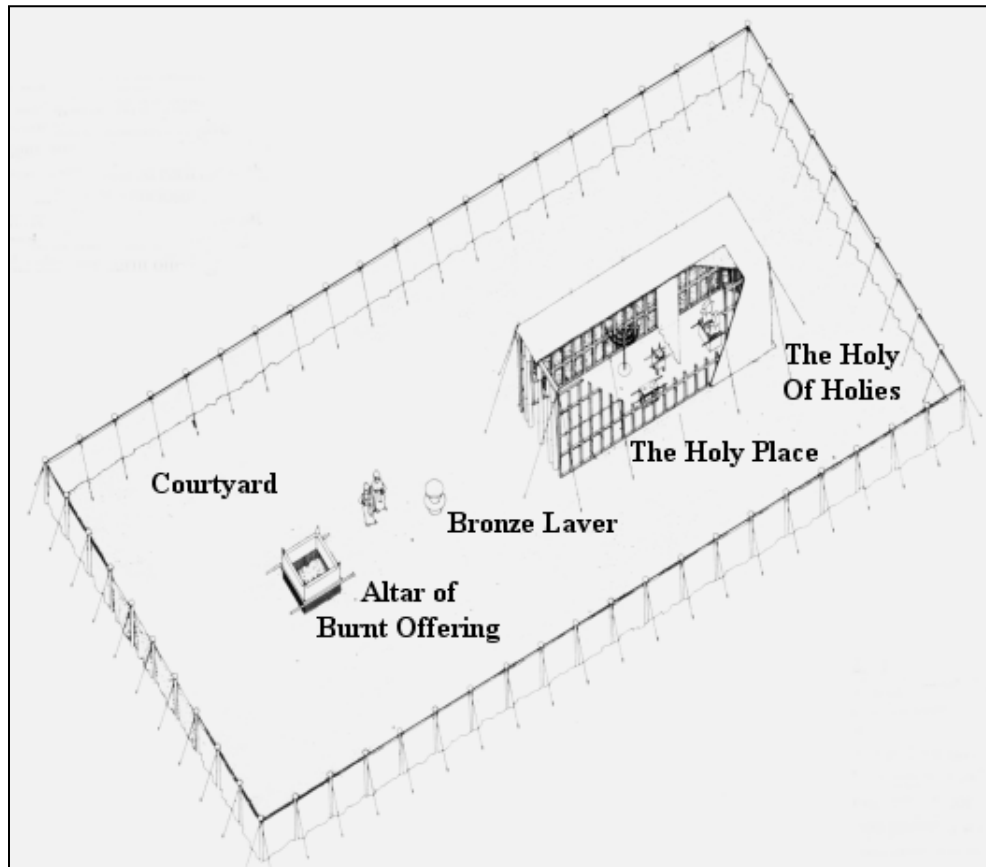 The Holy
Of Holies
The Holy Place
Courtyard
Bronze Laver
Altar of
Burnt Offering